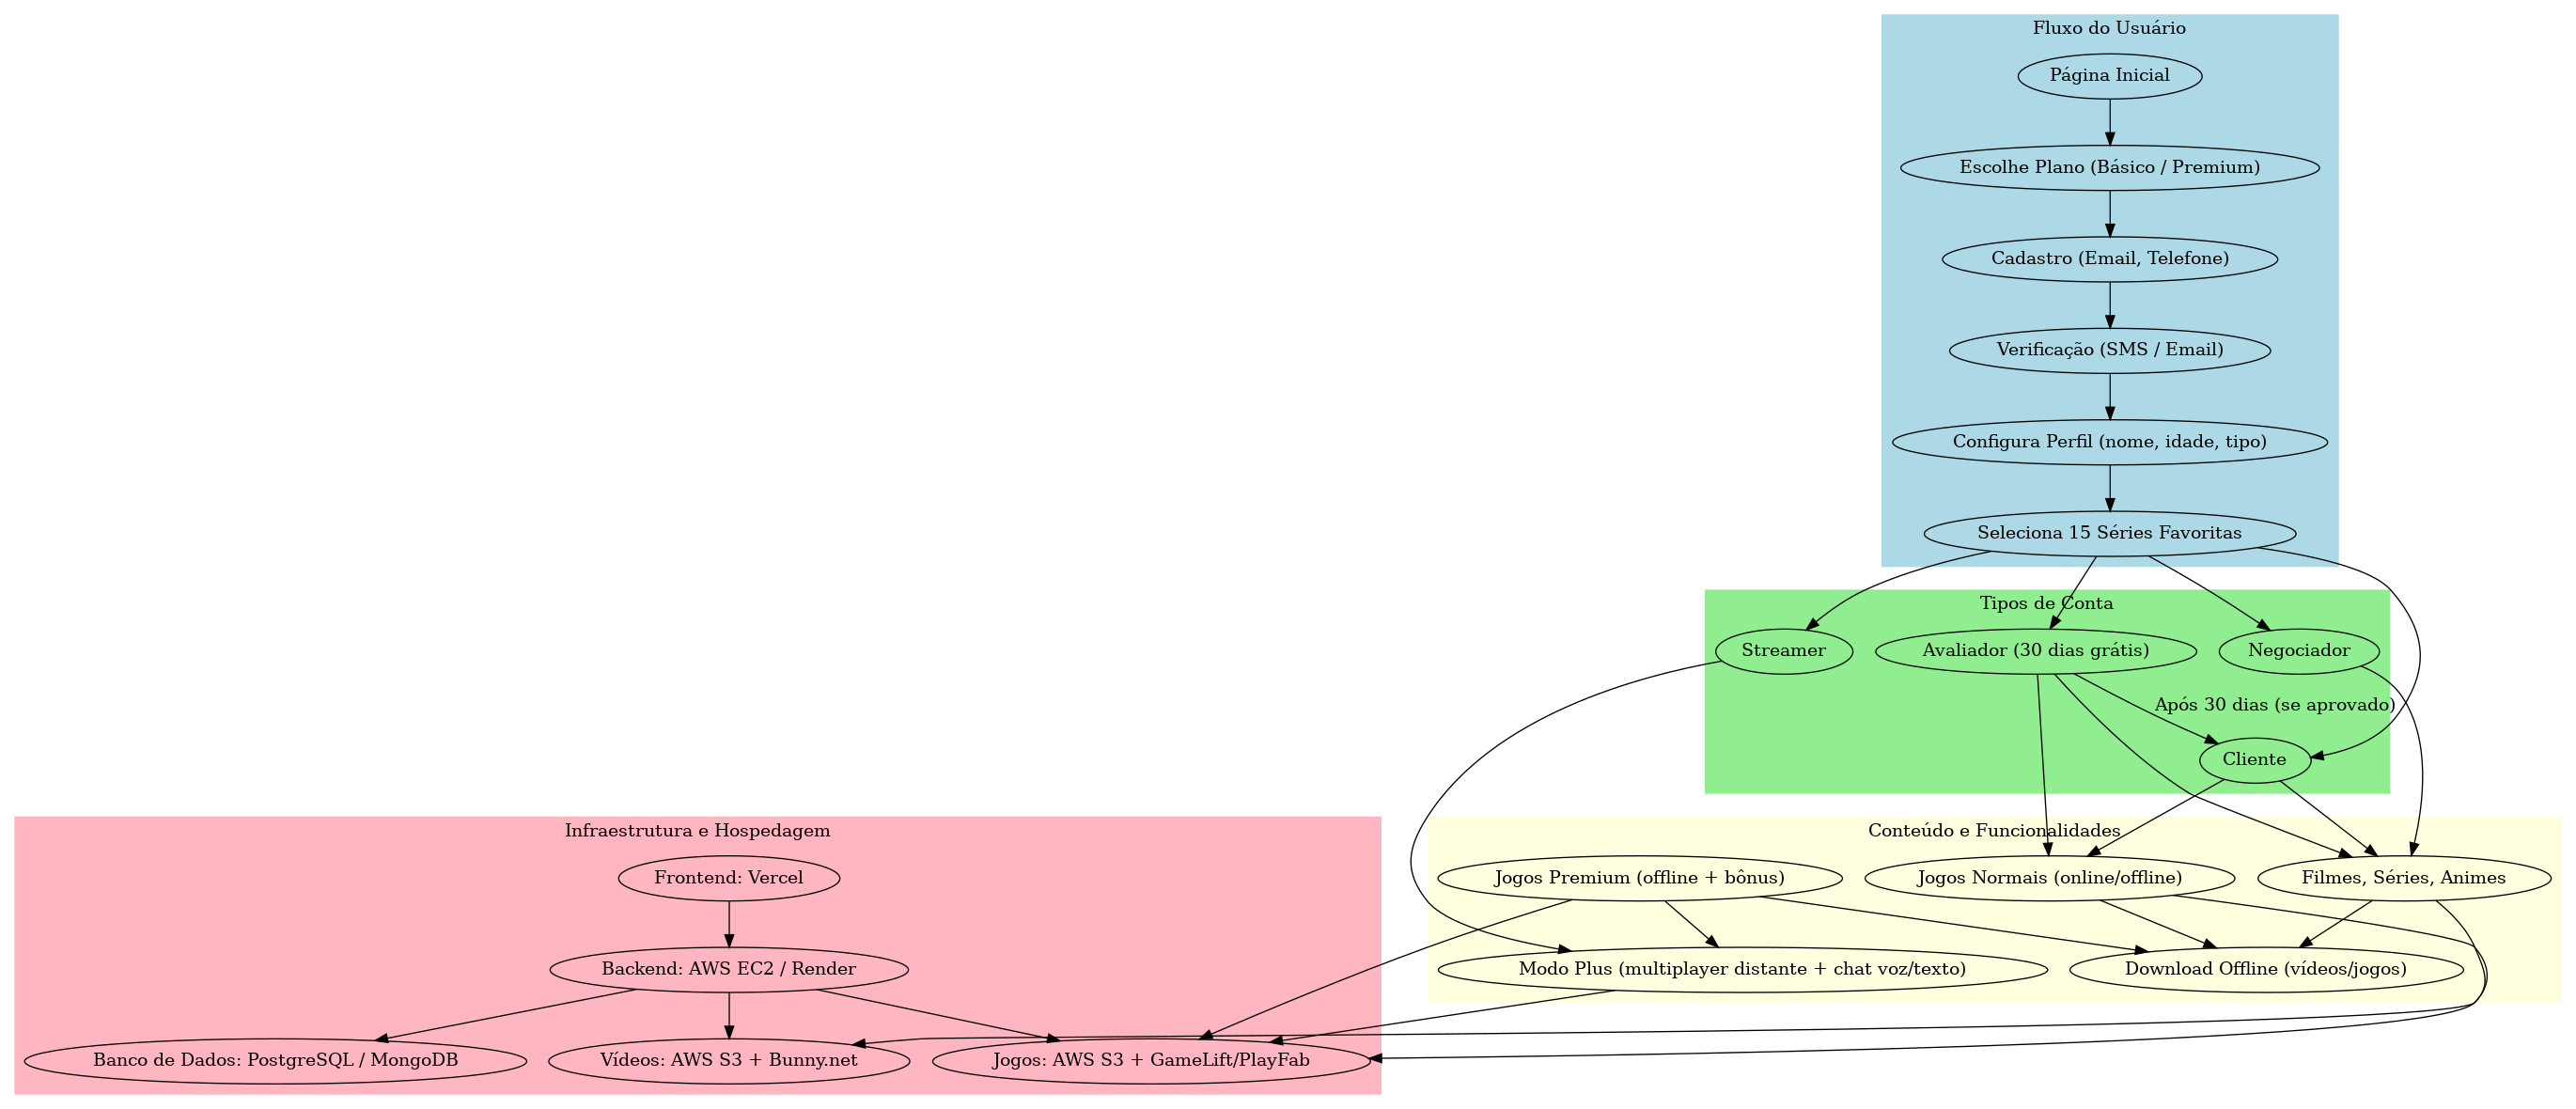 Fluxo do Usuário
Página Inicial
Escolhe Plano (Básico / Premium)
Cadastro (Email, Telefone)
Verificação (SMS / Email)
Configura Perfil (nome, idade, tipo)
Seleciona 15 Séries Favoritas
Tipos de Conta
Streamer
Avaliador (30 dias grátis)
Negociador
Após 30 dias (se aprovado)
Cliente
Infraestrutura e Hospedagem
Frontend: Vercel
Backend: AWS EC2 / Render
Banco de Dados: PostgreSQL / MongoDB
Vídeos: AWS S3 + Bunny.net
Jogos: AWS S3 + GameLift/PlayFab
Conteúdo e Funcionalidades
Jogos Premium (offline + bônus)
Jogos Normais (online/offline)
Filmes, Séries, Animes
Modo Plus (multiplayer distante + chat voz/texto)
Download Offline (vídeos/jogos)